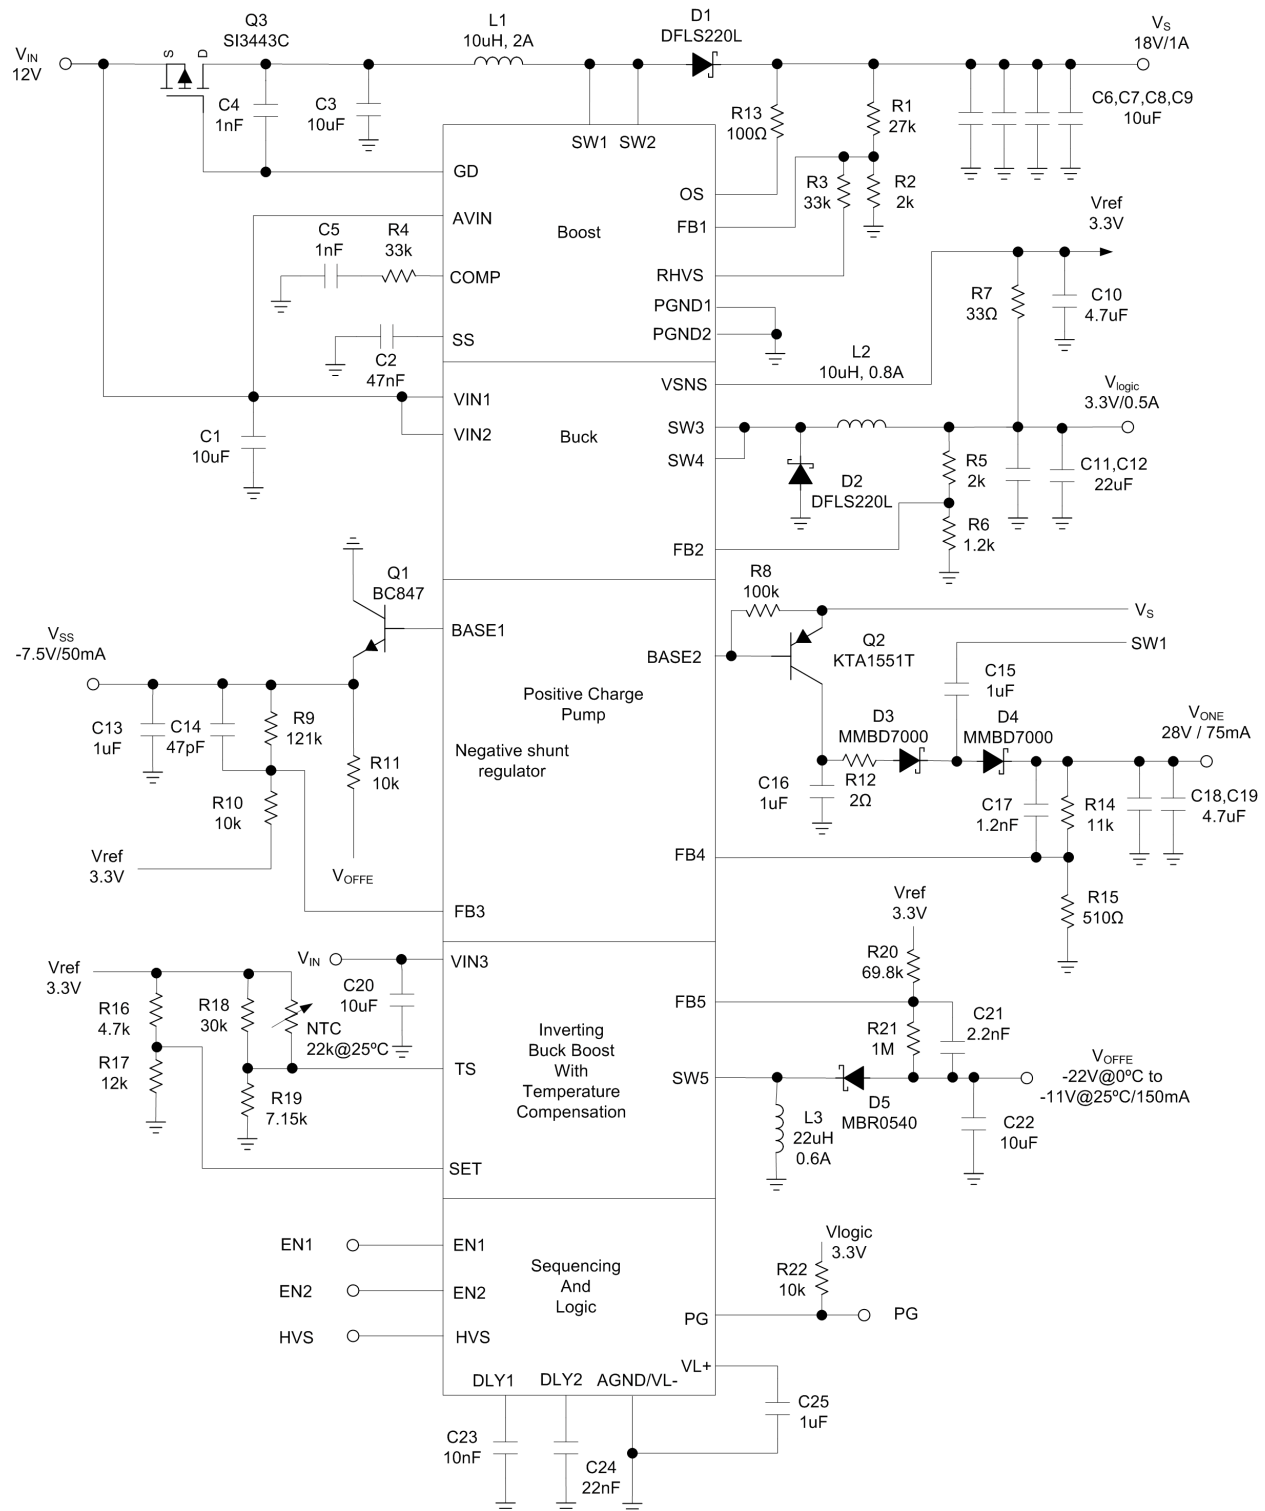 Q3
SI3443C
L1
10uH, 2A
D1
DFLS220L
VS
18V/1A
VIN
12V
S
D
C4
1nF
C3
10uF
R13
100Ω
R1
27k
C6,C7,C8,C9
10uF
SW1 SW2
GD
OS
R3
33k
R2
2k
Vref
3.3V
AVIN
C5
1nF
R4
33k
Boost
FB1
COMP
RHVS
PGND1
R7
33Ω
C10
4.7uF
SS
PGND2
C2
47nF
L2
10uH, 0.8A
VSNS
Vlogic
3.3V/0.5A
VIN1
VIN2
Buck
SW3
SW4
C1
10uF
D2
DFLS220L
R5
2k
C11,C12
22uF
R6
1.2k
FB2
Q1
BC847
R8
100k
VS
BASE1
VSS
-7.5V/50mA
BASE2
Q2
KTA1551T
SW1
C15
1uF
Positive Charge
Pump
Negative shunt
regulator
C13
1uF
C14
47pF
R9
121k
R11
10k
D3
MMBD7000
D4
MMBD7000
VONE
28V / 75mA
C16
1uF
R12
2Ω
R10
10k
C17
1.2nF
R14
11k
C18,C19
4.7uF
Vref
3.3V
VOFFE
FB4
FB3
Vref
3.3V
R15
510Ω
Vref
3.3V
VIN
VIN3
C20
10uF
R20
69.8k
R16
4.7k
R18
30k
NTC
22k@25ºC
FB5
Inverting
Buck Boost
With
Temperature
Compensation
R21
1M
C21
2.2nF
R17
12k
TS
SW5
VOFFE
-22V@0ºC to
-11V@25ºC/150mA
R19
7.15k
D5
MBR0540
L3
22uH
0.6A
C22
10uF
SET
EN1
EN1
Sequencing
And
Logic
Vlogic
3.3V
EN2
EN2
R22
10k
PG
PG
HVS
HVS
VL+
DLY1 DLY2 AGND/VL-
C25
1uF
C23
10nF
C24
22nF